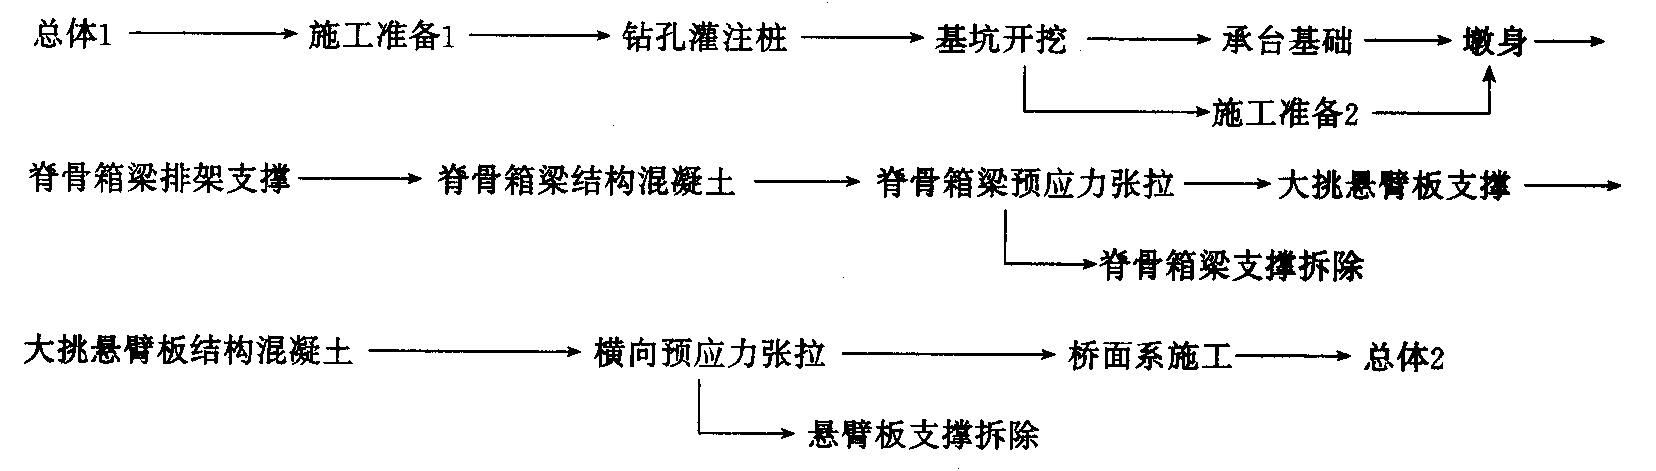 总体1 施工准备1 钻孔灌注桩 基坑开挖 承台基础 墩身
施工准备2
脊骨箱梁排架支撑 脊骨箱梁结构混凝土 脊骨箱梁预应力张拉 大挑悬臂板支撑
脊骨箱梁支撑拆除
大挑悬臂板结构混凝土 横向预应力张拉 桥面系施工 总体2
悬臂板支撑拆除